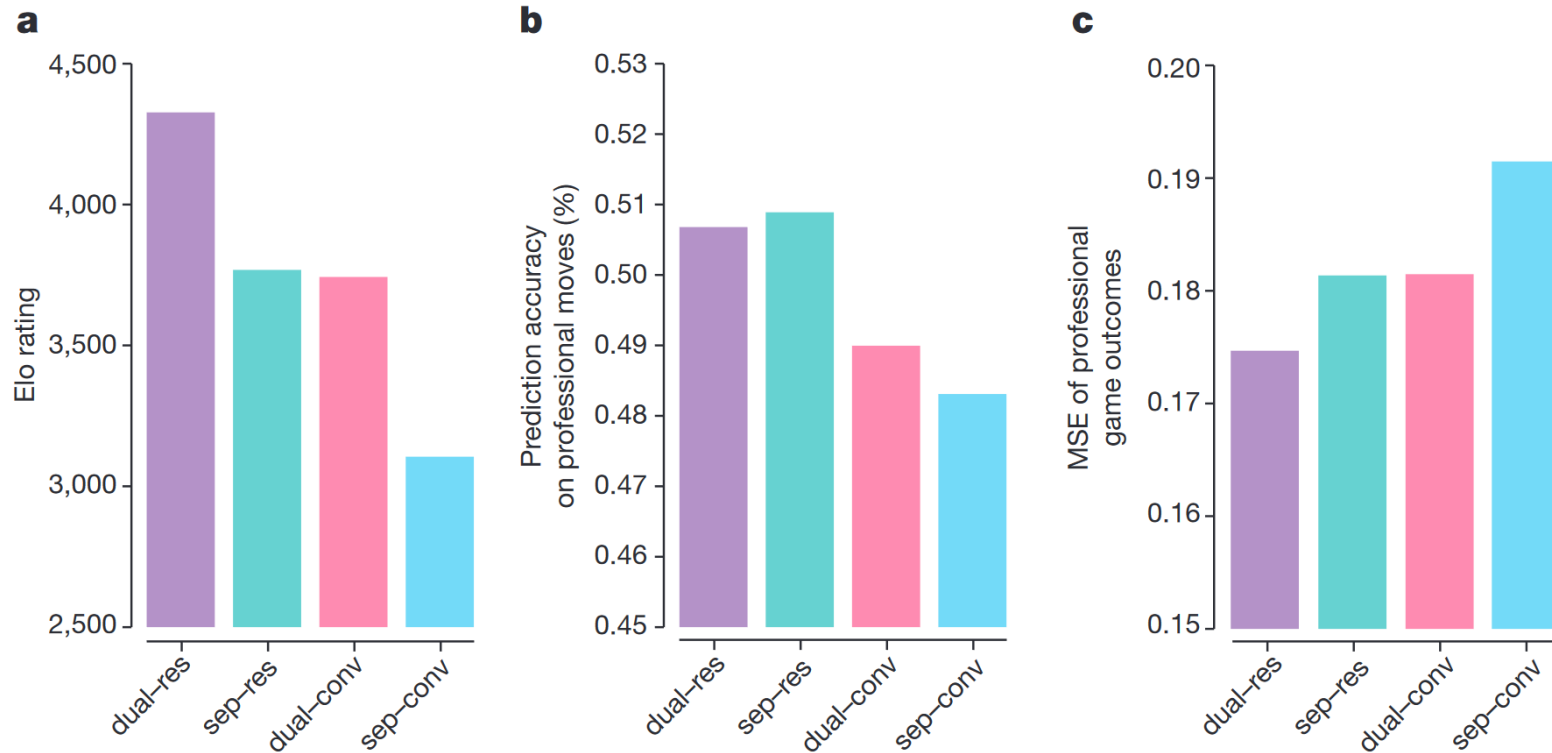 a
4,500
4,000
3,500
3,000
2,500
Elo rating
dual–res
sep–res
dual–conv
sep–conv
b
0.53
0.52
0.51
0.50
0.49
0.48
0.47
0.46
0.45
Prediction accuracy
on professional moves (%)
dual–res
sep–res
dual–conv
sep–conv
c
0.20
0.19
0.18
0.17
0.16
0.15
MSE of professional
game outcomes
dual–res
sep–res
dual–conv
sep–conv